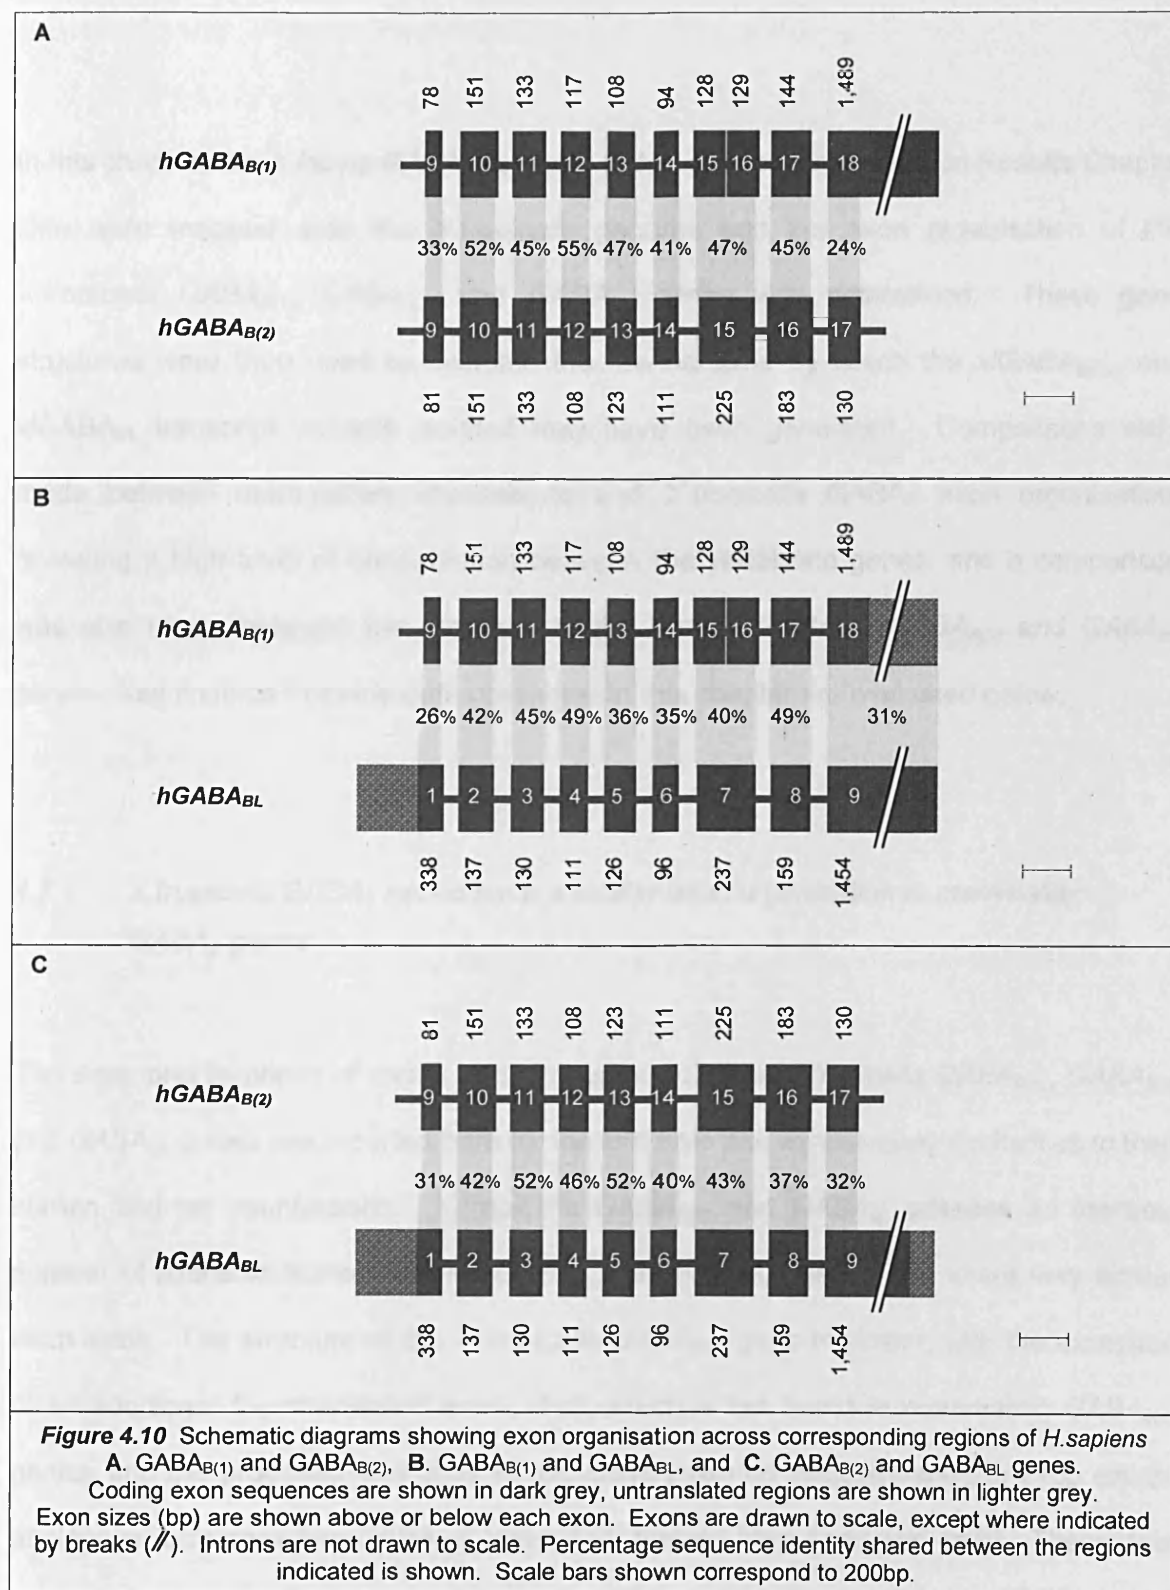 A
78 151 133 117 108 94 128 129 144 1,489
hGABAB(1) 9 10 11 12 13 14 15 16 17 18
33% 52% 45% 55% 47% 41% 47% 45% 24%
hGABAB(2) 9 10 11 12 13 14 15 16 17
81 151 133 108 123 111 225 183 130
B
78 151 133 117 108 94 128 129 144 1,489
9 10 11 12 13 14 15 16 17 18
hGABAB(1)
26% 42% 45% 49% 36% 35% 40% 49% 31%
hGABABL 1 2 3 4 5 6 7 8 9
338 137 130 111 126 96 237 159 1,454
C
81 151 133 108 123 111 225 183 130
hGABAB(2) 9 10 11 12 13 14 15 16 17
31% 42% 52% 46% 52% 40% 43% 37% 32%
hGABABL 1 2 3 4 5 6 7 8 9
338 137 130 111 126 96 237 159 1,454
Figure 4.10 Schematic diagrams showing exon organisation across corresponding regions of H.sapiens
A. GABAB(1) and GABAB(2), B. GABAB(1) and GABABL, and C. GABAB(2) and GABABL genes.
Coding exon sequences are shown in dark grey, untranslated regions are shown in lighter grey.
Exon sizes (bp) are shown above or below each exon. Exons are drawn to scale, except where indicated
by breaks (//). Introns are not drawn to scale. Percentage sequence identity shared between the regions
indicated is shown. Scale bars shown correspond to 200bp.